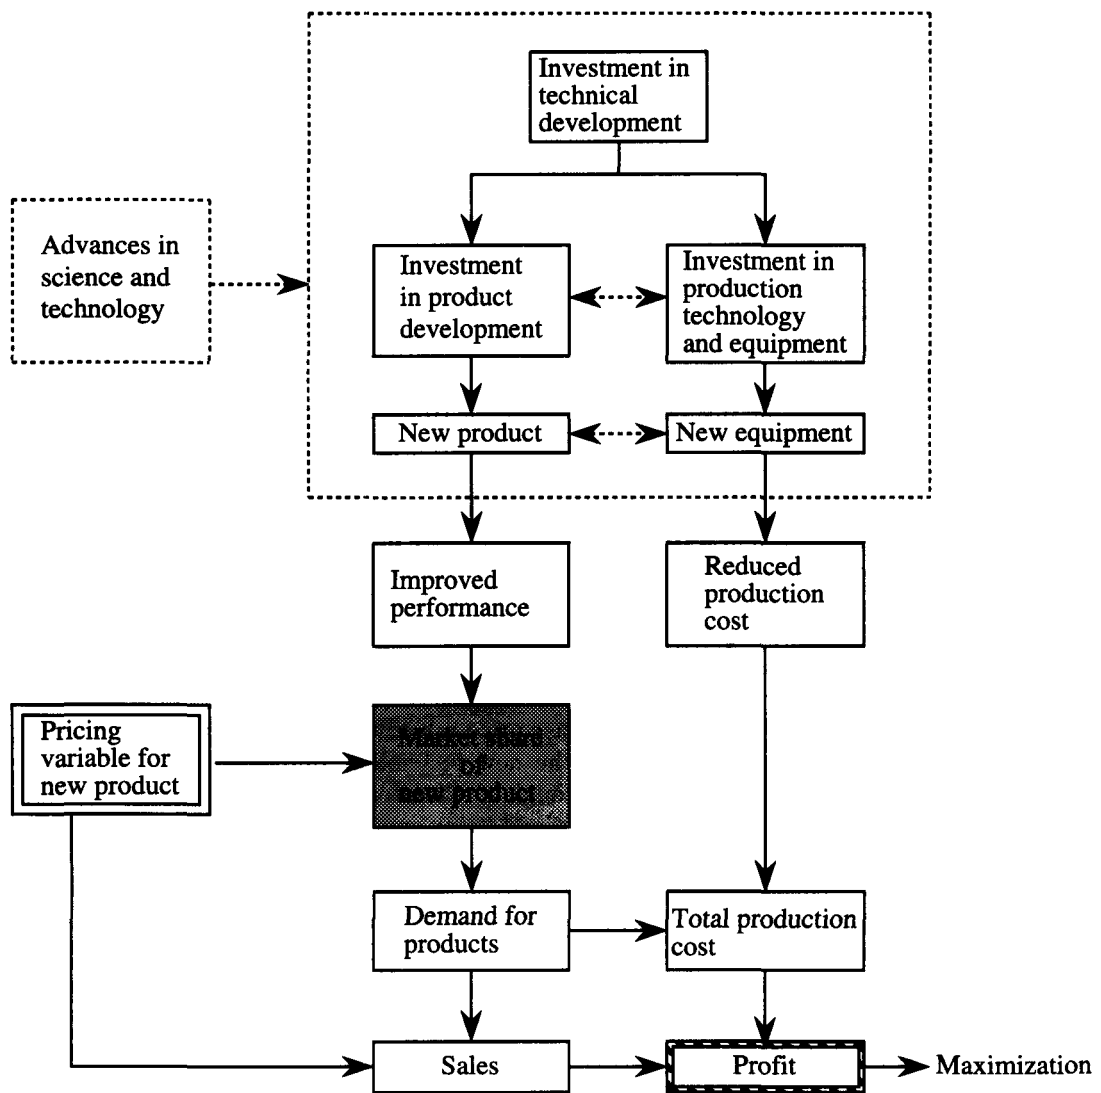 Investment in
technical
development
Advances in
science and
technology
Investment
in product
development
Investment in
production
technology
and equipment
New product
New equipment
Improved
performance
Reduced
production
cost
Pricing
variable for
new product
Market share
of
new product
Demand for
products
Total production
cost
Sales
Profit
Maximization